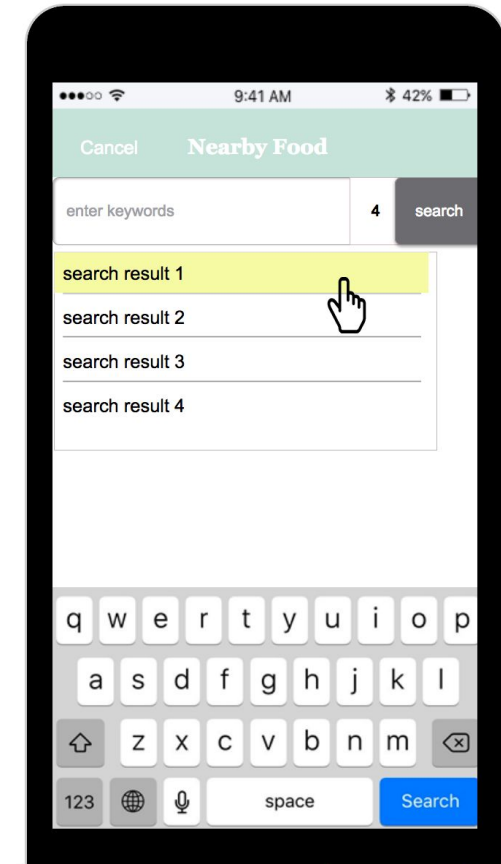 9:41 AM 42%
Cancel Nearby Food
enter keywords 4 search
search result 1
search result 2
search result 3
search result 4
q w e r t y u i o p
a s d f g h j k l
z x c v b n m
123 space Search